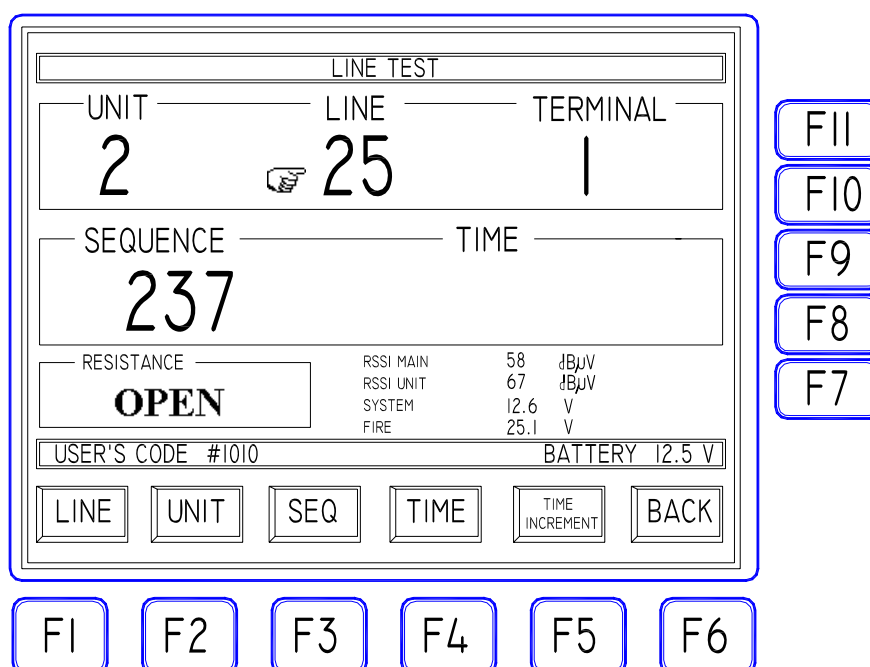 LINE TEST
UNIT LINE TERMINAL
2 25 1
SEQUENCE TIME
237
RESISTANCE
OPEN
RSSI MAIN 58 dBµV
RSSI UNIT 67 dBµV
SYSTEM 12.6 V
FIRE 25.1 V
USER'S CODE #1010 BATTERY 12.5 V
LINE UNIT SEQ TIME TIME INCREMENT BACK
F11
F10
F9
F8
F7
F1 F2 F3 F4 F5 F6